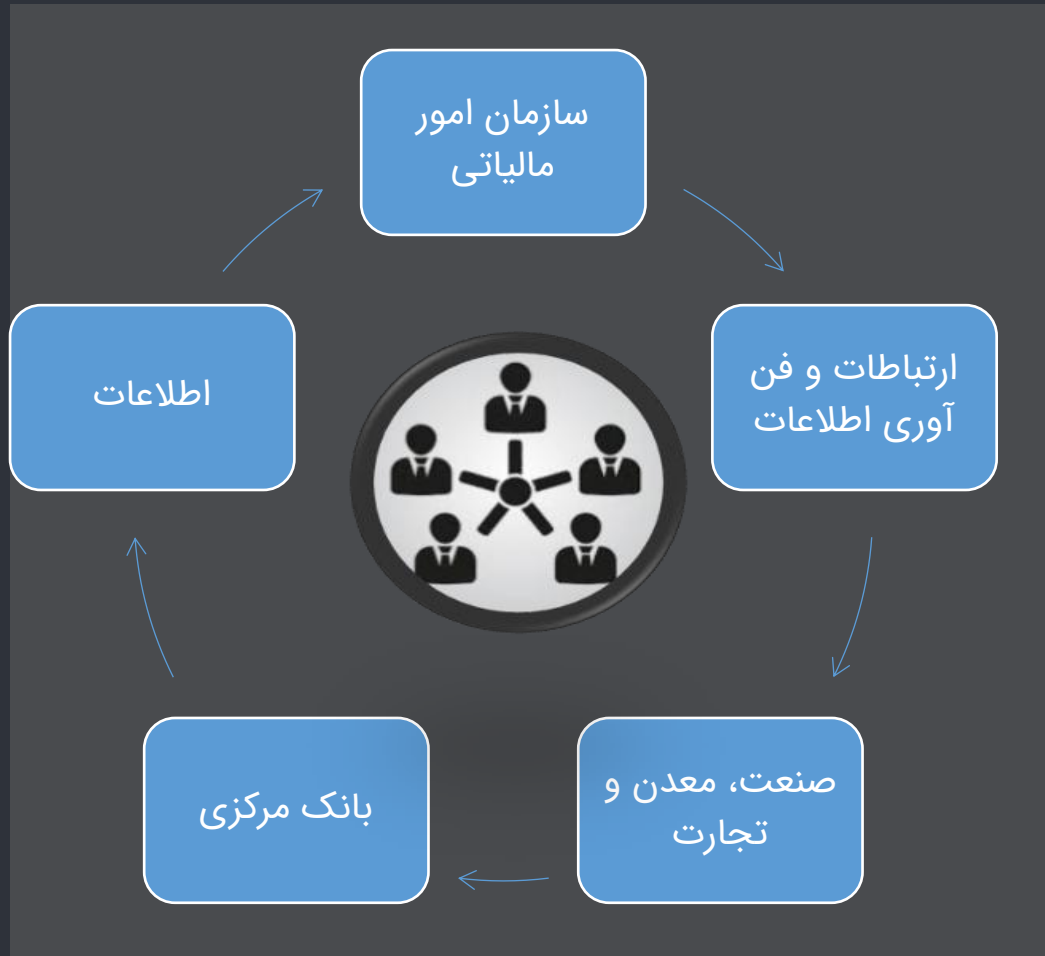 سازمان امور
مالیاتی
ارتباطات و فن
آوری اطلاعات
صنعت، معدن و
تجارت
بانک مرکزی
اطلاعات